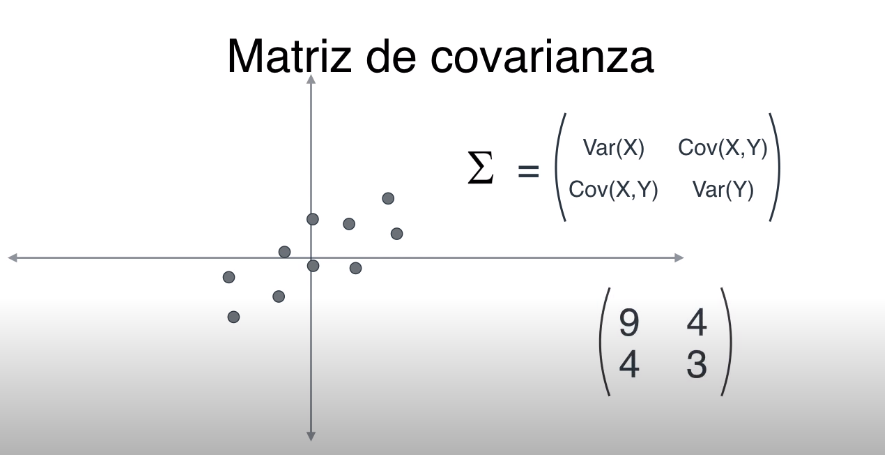 Matriz de covarianza
Σ = ( Var(X) Cov(X,Y)
Cov(X,Y) Var(Y) )
( 9 4
4 3 )